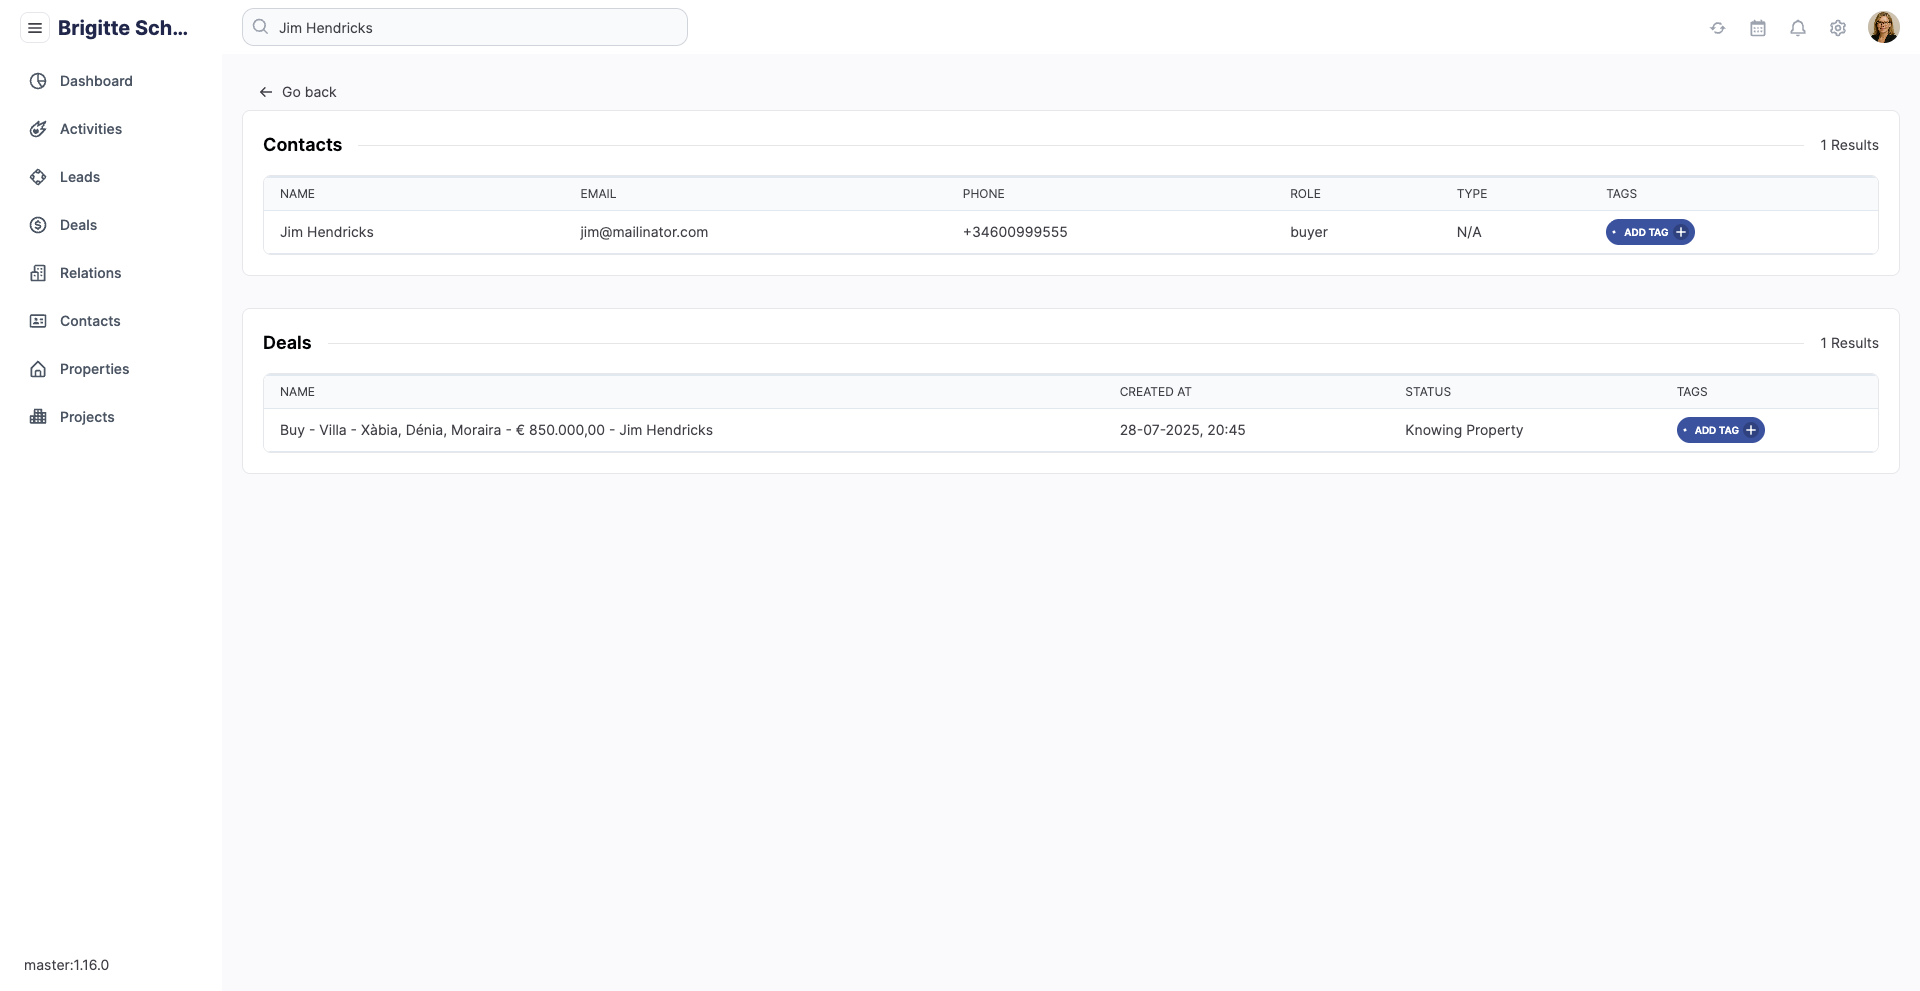 Brigitte Sch...
Jim Hendricks
Dashboard
Activities
Leads
Deals
Relations
Contacts
Properties
Projects
master:1.16.0
Go back
Contacts
1 Results
NAME EMAIL PHONE ROLE TYPE TAGS
Jim Hendricks jim@mailinator.com +34600999555 buyer N/A • ADD TAG +
Deals
1 Results
NAME CREATED AT STATUS TAGS
Buy - Villa - Xàbia, Dénia, Moraira - € 850.000,00 - Jim Hendricks 28-07-2025, 20:45 Knowing Property • ADD TAG +